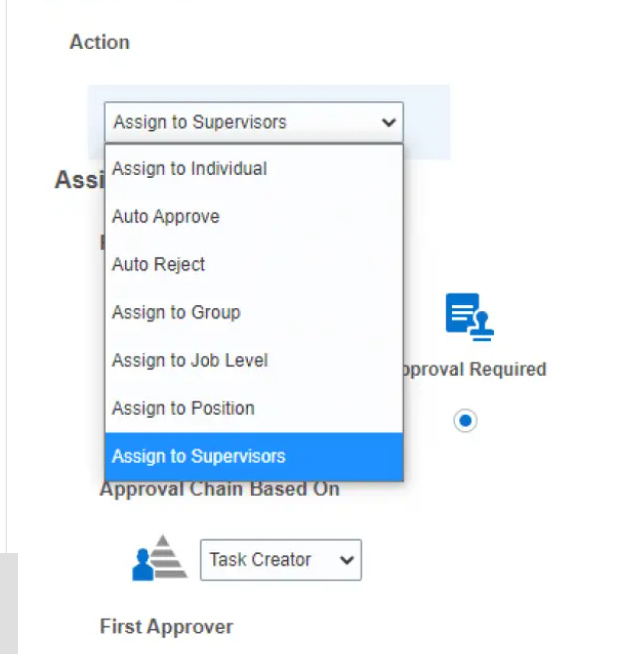 Action
Assign to Supervisors
Assign to Individual
Assi
Auto Approve
Auto Reject
Assign to Group
Assign to Job Level
pproval Required
Assign to Position
Assign to Supervisors
Approval Chain Based On
Task Creator
First Approver